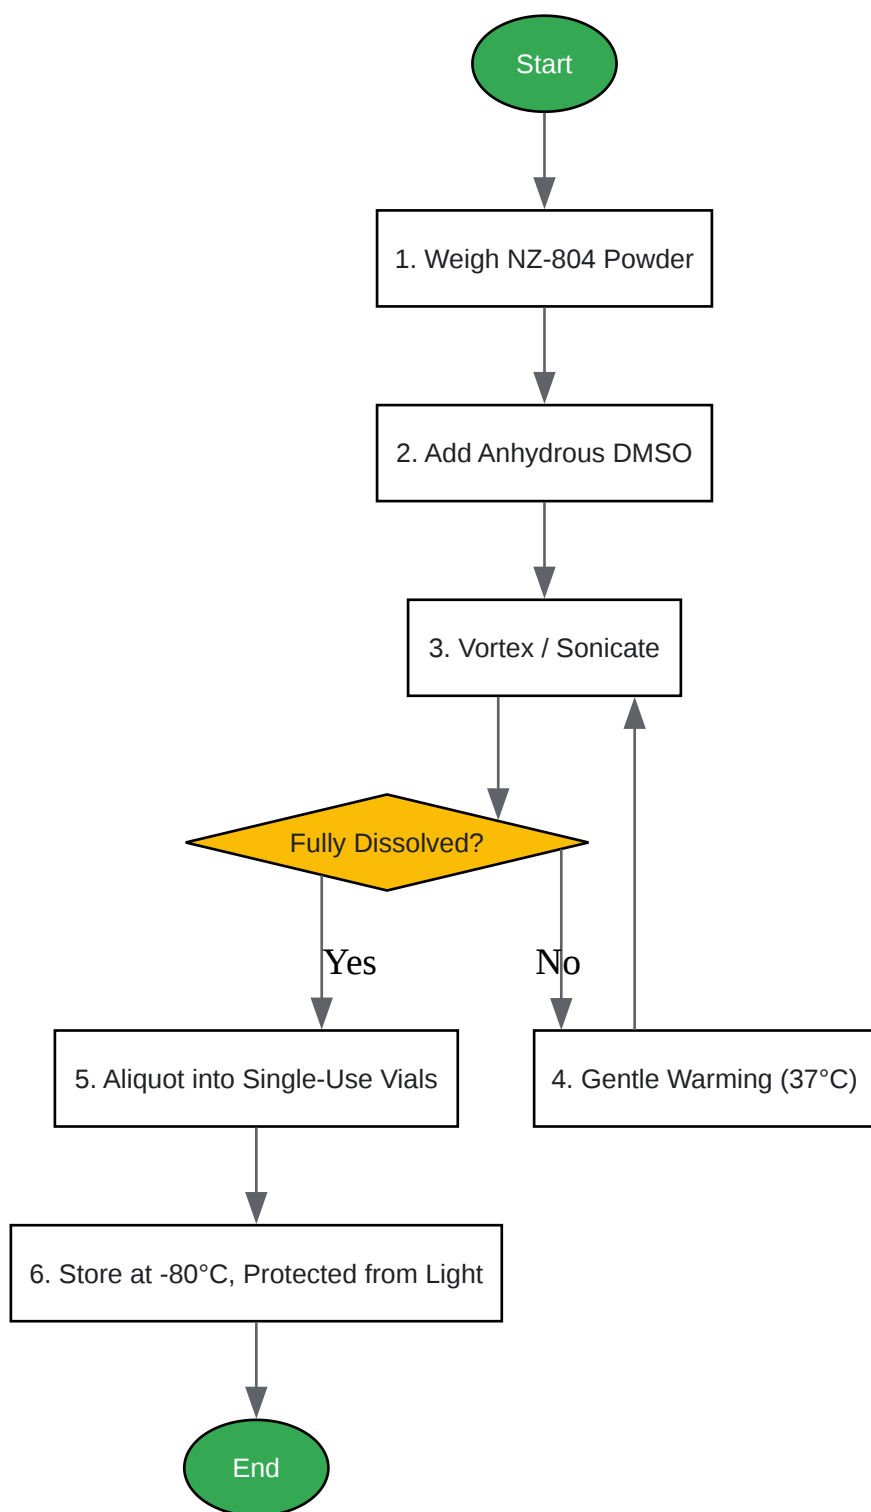 Start
1. Weigh NZ-804 Powder
2. Add Anhydrous DMSO
3. Vortex / Sonicate
Fully Dissolved?
Yes
No
5. Aliquot into Single-Use Vials
4. Gentle Warming (37°C)
6. Store at -80°C, Protected from Light
End